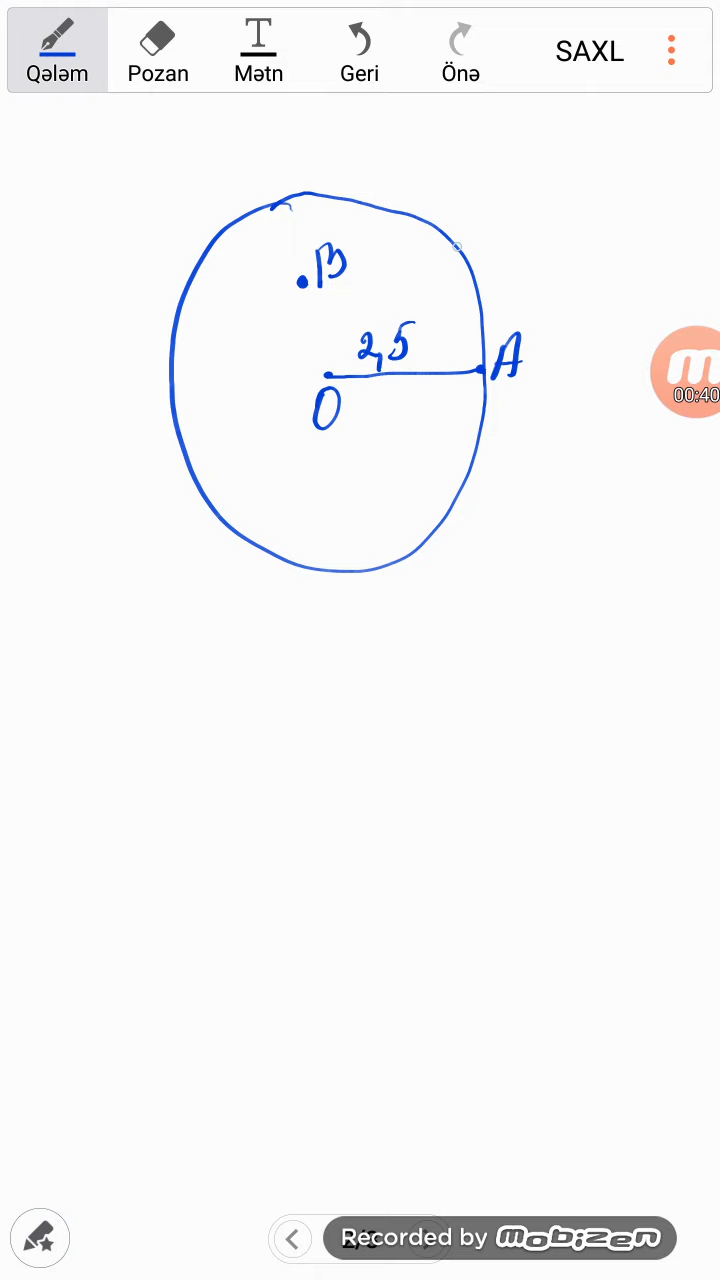 Qələm Pozan Mətn Geri Önə SAXL
B
2,5
A
O
00:40
Recorded by mobizen